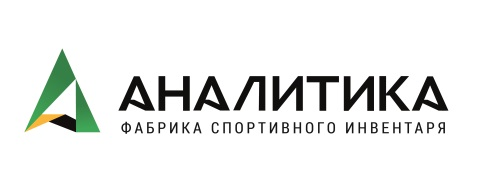 АНАЛИТИКА
ФАБРИКА СПОРТИВНОГО ИНВЕНТАРЯ